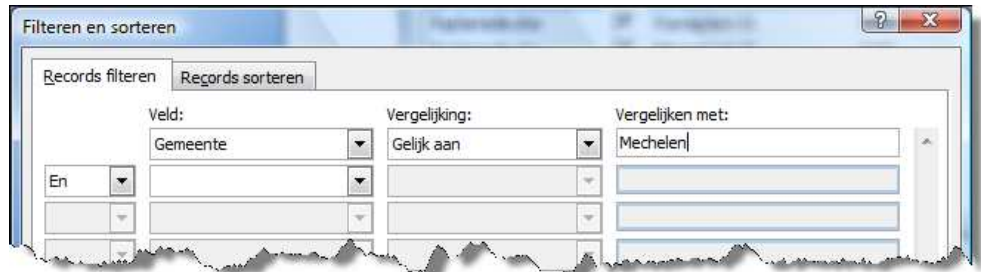 Filteren en sorteren
?
Records filteren Records sorteren
Veld: Vergelijking: Vergelijken met:
Gemeente Gelijk aan Mechelen
En